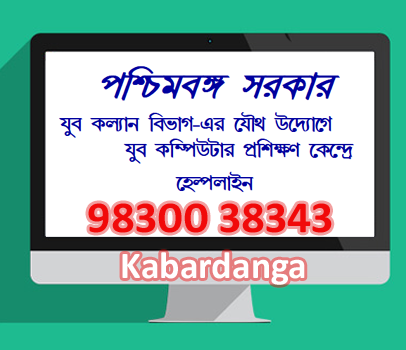 পশ্চিমবঙ্গ সরকার
যুব কল্যান বিভাগ-এর যৌথ উদ্যোগে
যুব কম্পিউটার প্রশিক্ষণ কেন্দ্রে
হেল্পলাইন
98300 38343
Kabardanga